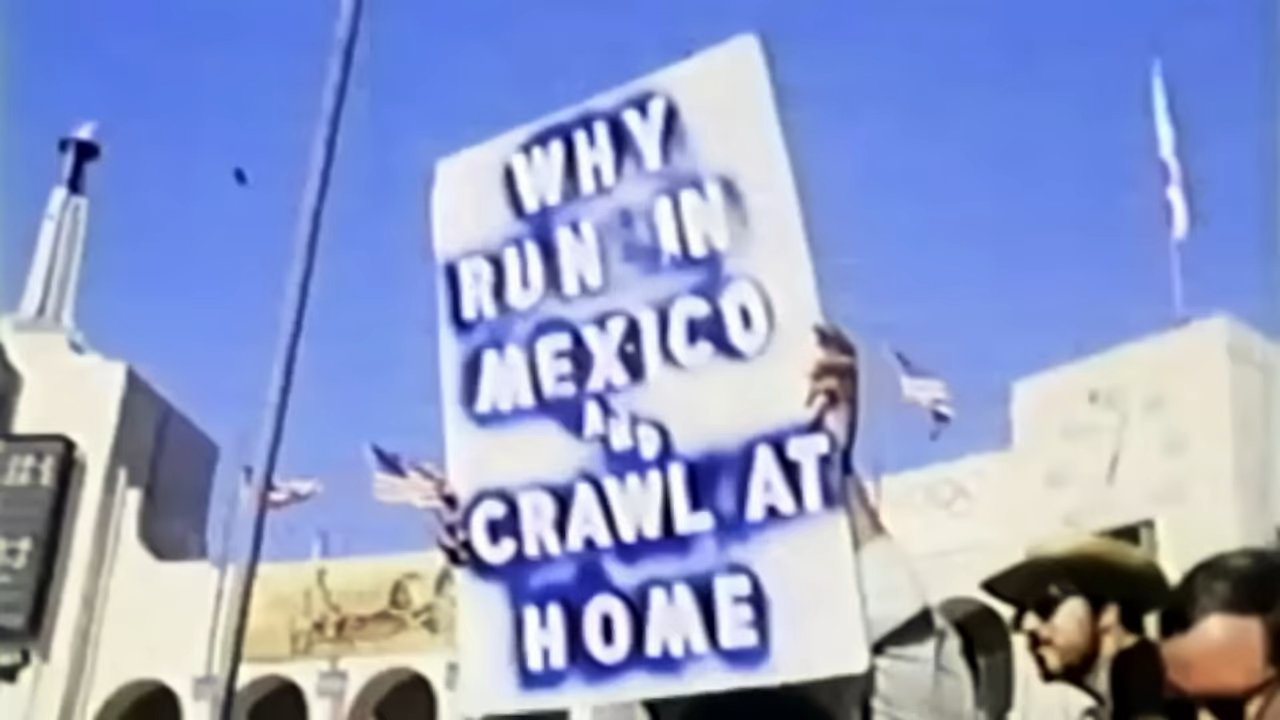 WHY
RUN IN
MEXICO
AND
CRAWL AT
HOME